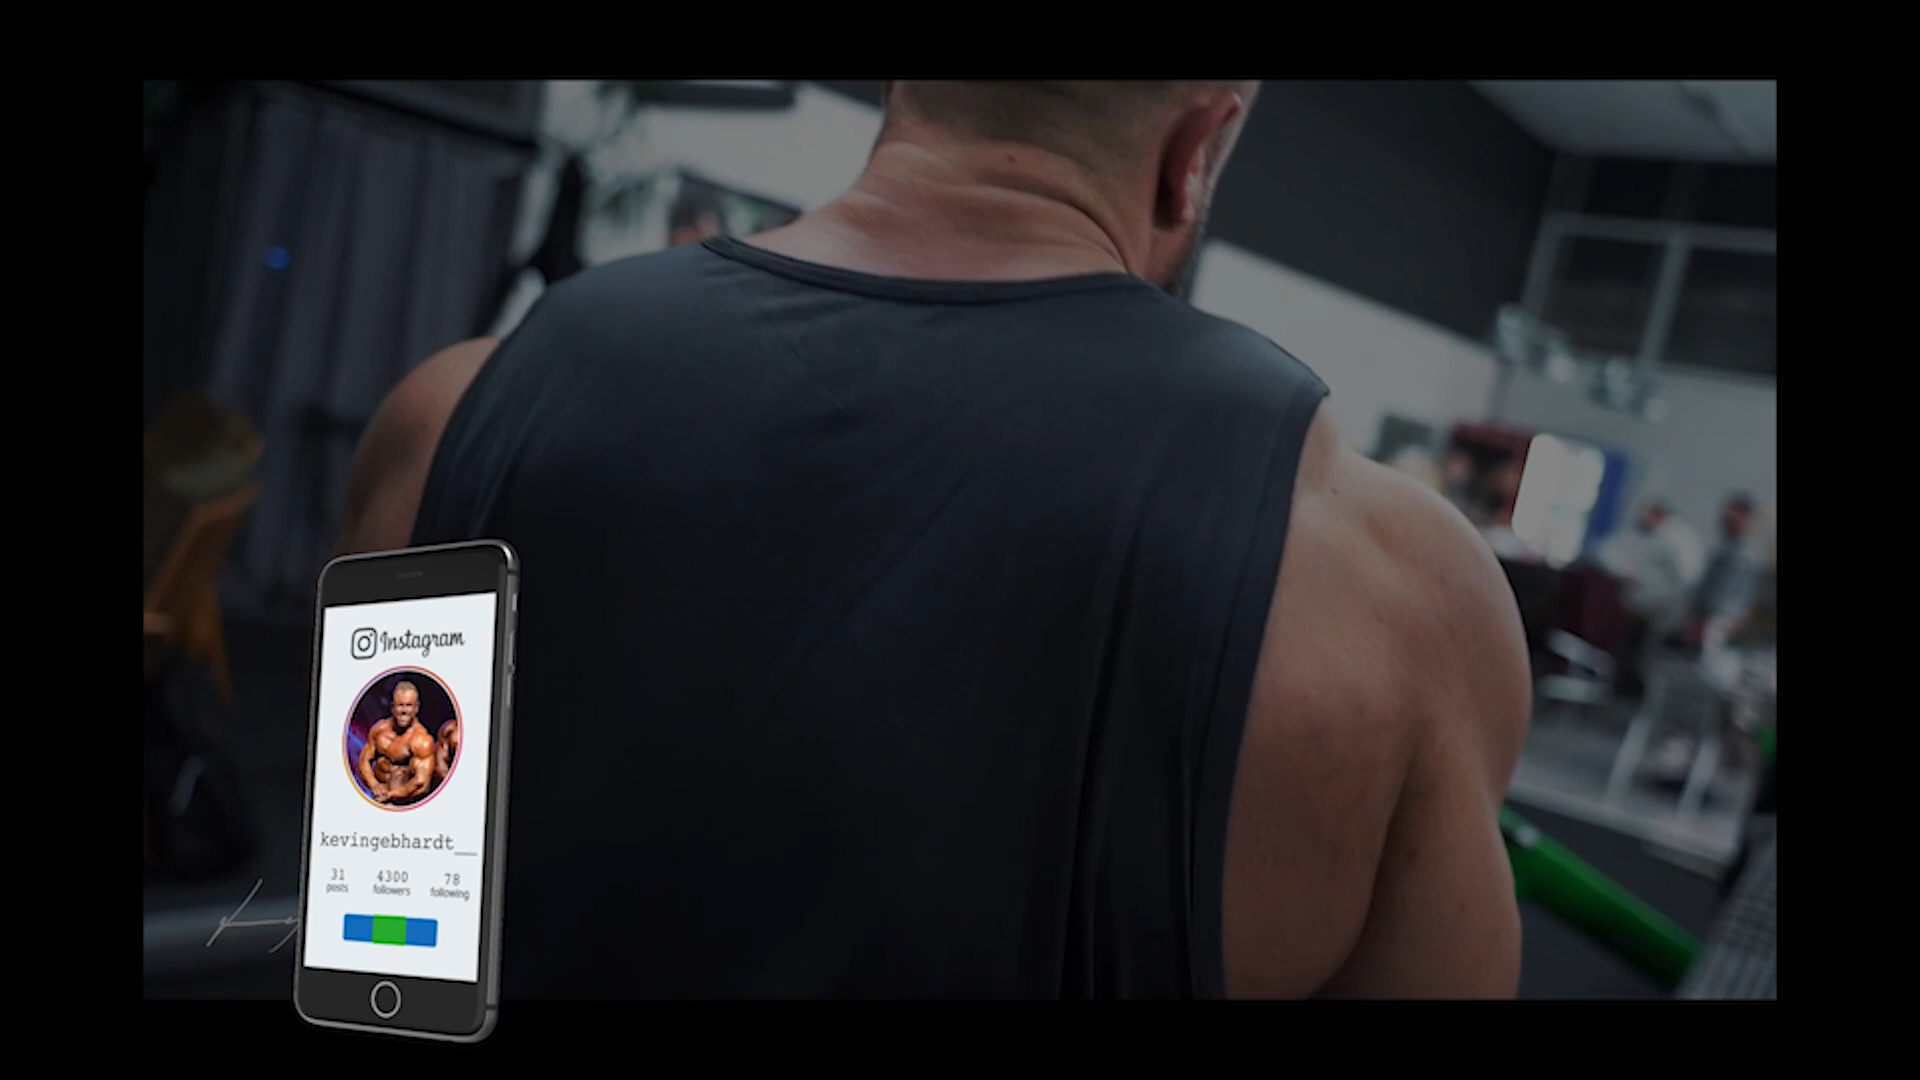 Instagram
kevingebhardt__
31 4300 78
posts followers following